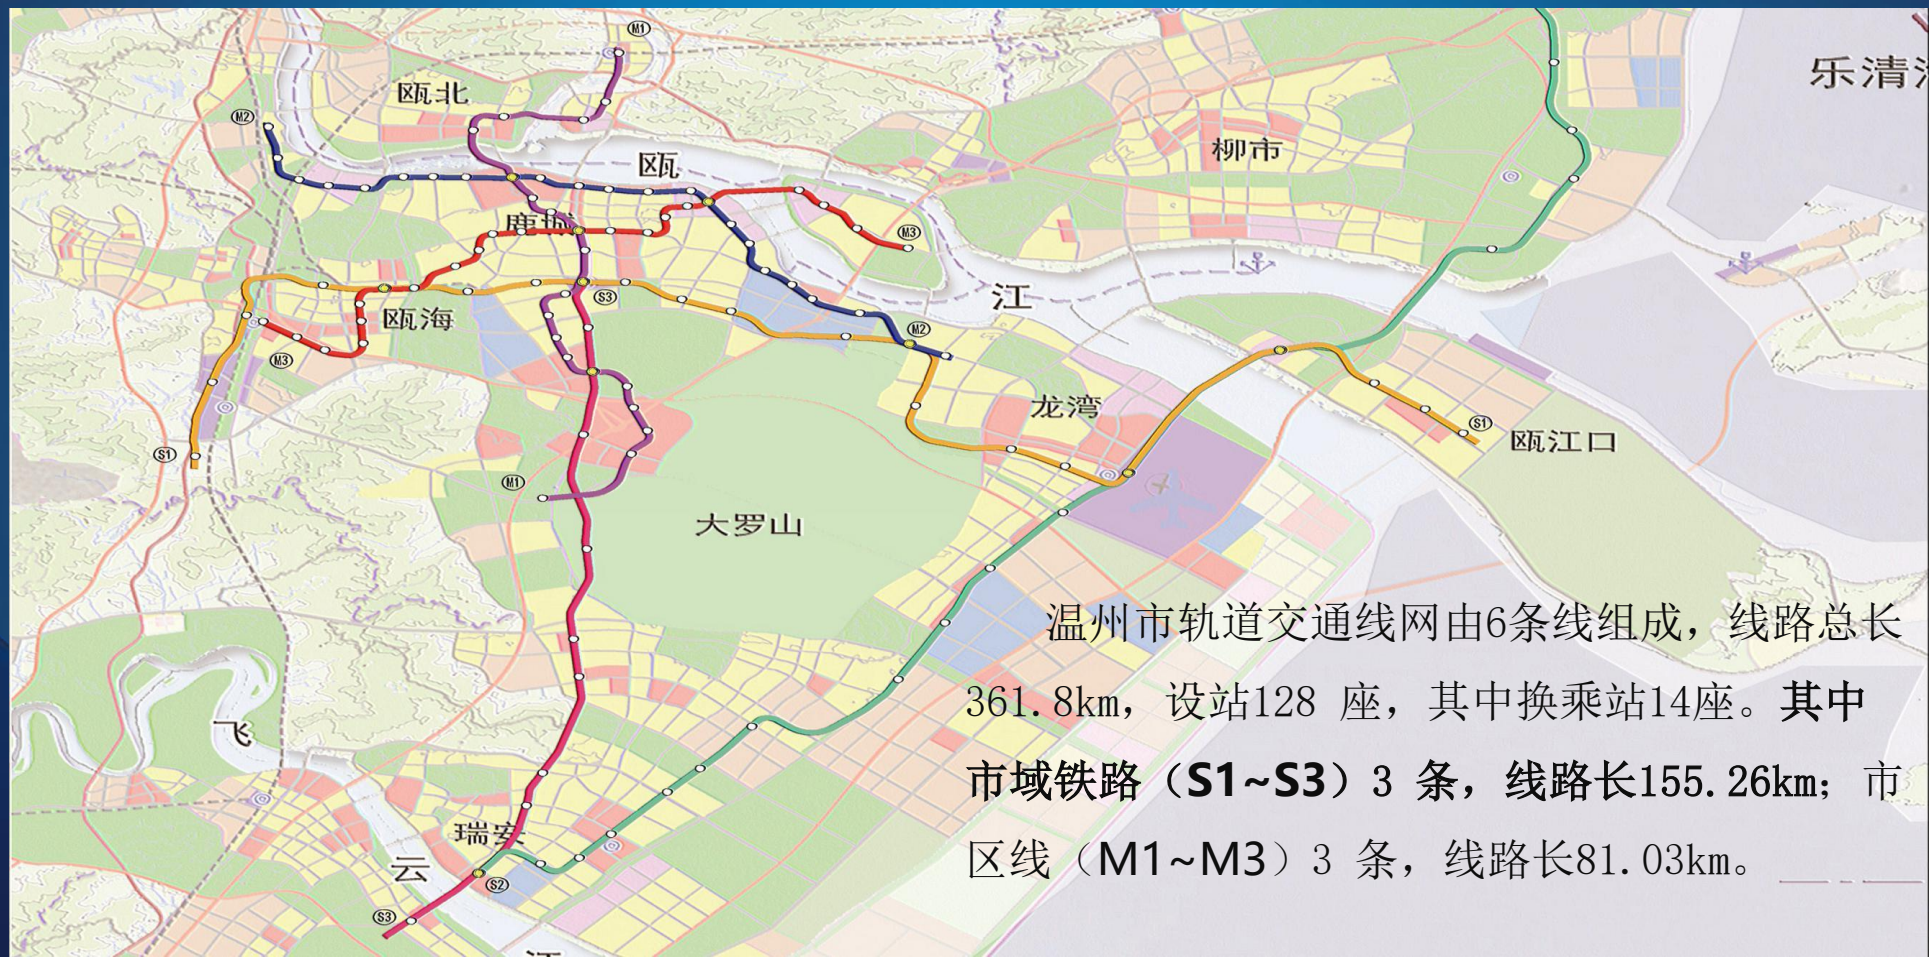 M1
乐清湾
瓯北
M2
柳市
瓯
鹿城
M3
江
S3
瓯海
M2
M3
龙湾
S1
瓯江口
S1
M1
大罗山
温州市轨道交通线网由6条线组成，线路总长
361.8km，设站128 座，其中换乘站14座。其中
市域铁路（S1~S3）3 条，线路长155.26km；市
区线（M1~M3）3 条，线路长81.03km。
飞
瑞安
云
S2
S3
江